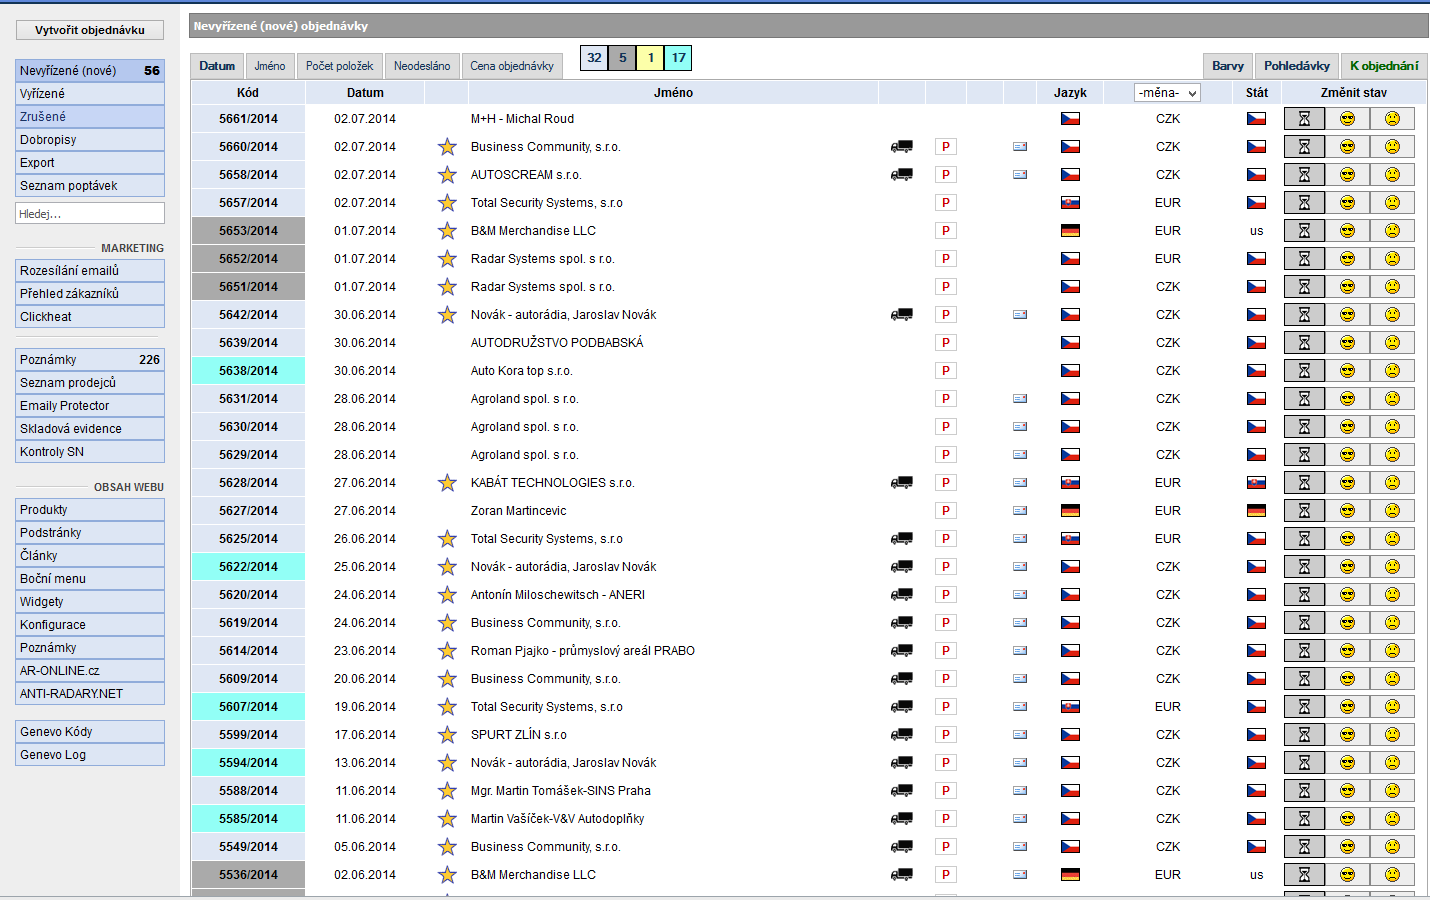 Vytvořit objednávku
Nevyřízené (nové) 56
Vyřízené
Zrušené
Dobropisy
Export
Seznam poptávek
Hledej...
MARKETING
Rozesílání emailů
Přehled zákazníků
Clickheat
Poznámky 226
Seznam prodejců
Emaily Protector
Skladová evidence
Kontroly SN
OBSAH WEBU
Produkty
Podstránky
Články
Boční menu
Widgety
Konfigurace
Poznámky
AR-ONLINE.cz
ANTI-RADARY.NET
Genevo Kódy
Genevo Log
Nevyřízené (nové) objednávky
Datum Jméno Počet položek Neodesláno Cena objednávky 32 5 1 17 Barvy Pohledávky K objednání
Kód Datum Jméno Jazyk -měna- Stát Změnit stav
5661/2014 02.07.2014 M+H - Michal Roud CZK
5660/2014 02.07.2014 Business Community, s.r.o. P CZK
5658/2014 02.07.2014 AUTOSCREAM s.r.o. P CZK
5657/2014 02.07.2014 Total Security Systems, s.r.o P EUR
5653/2014 01.07.2014 B&M Merchandise LLC P EUR us
5652/2014 01.07.2014 Radar Systems spol. s r.o. P EUR
5651/2014 01.07.2014 Radar Systems spol. s r.o. P CZK
5642/2014 30.06.2014 Novák - autorádia, Jaroslav Novák P CZK
5639/2014 30.06.2014 AUTODRUŽSTVO PODBABSKÁ P CZK
5638/2014 30.06.2014 Auto Kora top s.r.o. P CZK
5631/2014 28.06.2014 Agroland spol. s r.o. P CZK
5630/2014 28.06.2014 Agroland spol. s r.o. P CZK
5629/2014 28.06.2014 Agroland spol. s r.o. P CZK
5628/2014 27.06.2014 KABÁT TECHNOLOGIES s.r.o. P EUR
5627/2014 27.06.2014 Zoran Martincevic P EUR
5625/2014 26.06.2014 Total Security Systems, s.r.o P EUR
5622/2014 25.06.2014 Novák - autorádia, Jaroslav Novák P CZK
5620/2014 24.06.2014 Antonín Miloschewitsch - ANERI P CZK
5619/2014 24.06.2014 Business Community, s.r.o. P CZK
5614/2014 23.06.2014 Roman Pjajko - průmyslový areál PRABO P CZK
5609/2014 20.06.2014 Business Community, s.r.o. P CZK
5607/2014 19.06.2014 Total Security Systems, s.r.o P EUR
5599/2014 17.06.2014 SPURT ZLÍN s.r.o P CZK
5594/2014 13.06.2014 Novák - autorádia, Jaroslav Novák P CZK
5588/2014 11.06.2014 Mgr. Martin Tomášek-SINS Praha P CZK
5585/2014 11.06.2014 Martin Vašíček-V&V Autodoplňky P CZK
5549/2014 05.06.2014 Business Community, s.r.o. P CZK
5536/2014 02.06.2014 B&M Merchandise LLC P EUR us